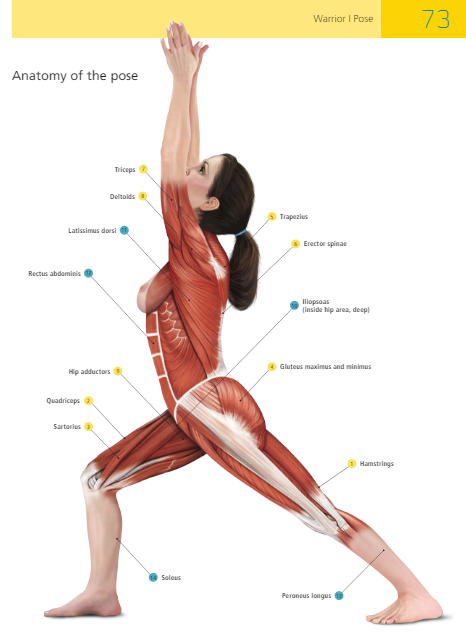 Warrior I Pose
73
Anatomy of the pose
Triceps 7
Deltoids 8
5 Trapezius
Latissimus dorsi 11
6 Erector spinae
Rectus abdominis 12
10 Iliopsoas
(inside hip area, deep)
4 Gluteus maximus and minimus
Hip adductors 9
Quadriceps 2
Sartorius 3
1 Hamstrings
14 Soleus
Peroneus longus 13